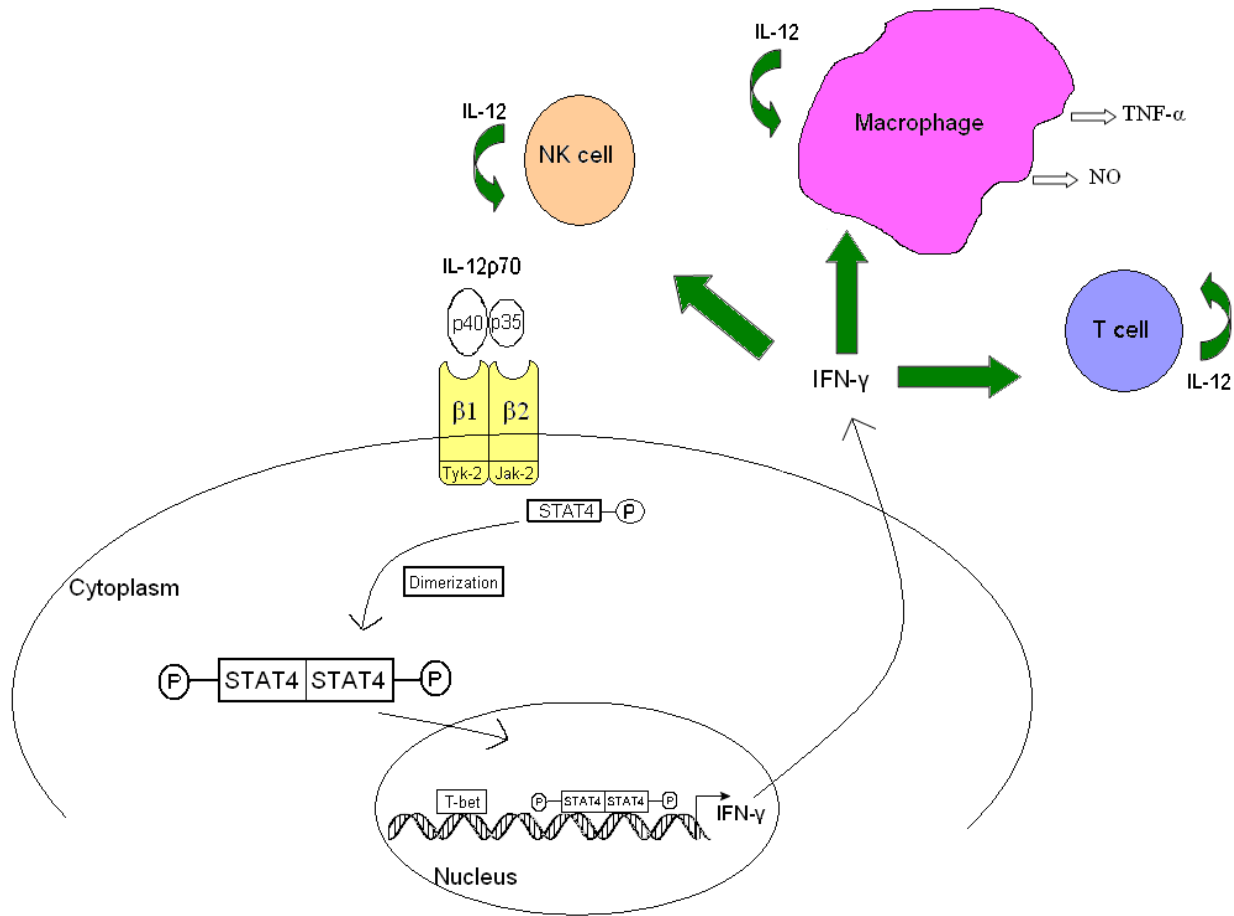 IL-12
Macrophage
TNF-α
NO
IL-12
NK cell
IL-12p70
p40
p35
β1
β2
Tyk-2
Jak-2
T cell
IL-12
IFN-γ
STAT4
P
Dimerization
Cytoplasm
P
STAT4
STAT4
P
T-bet
P
STAT4
STAT4
P
IFN-γ
Nucleus